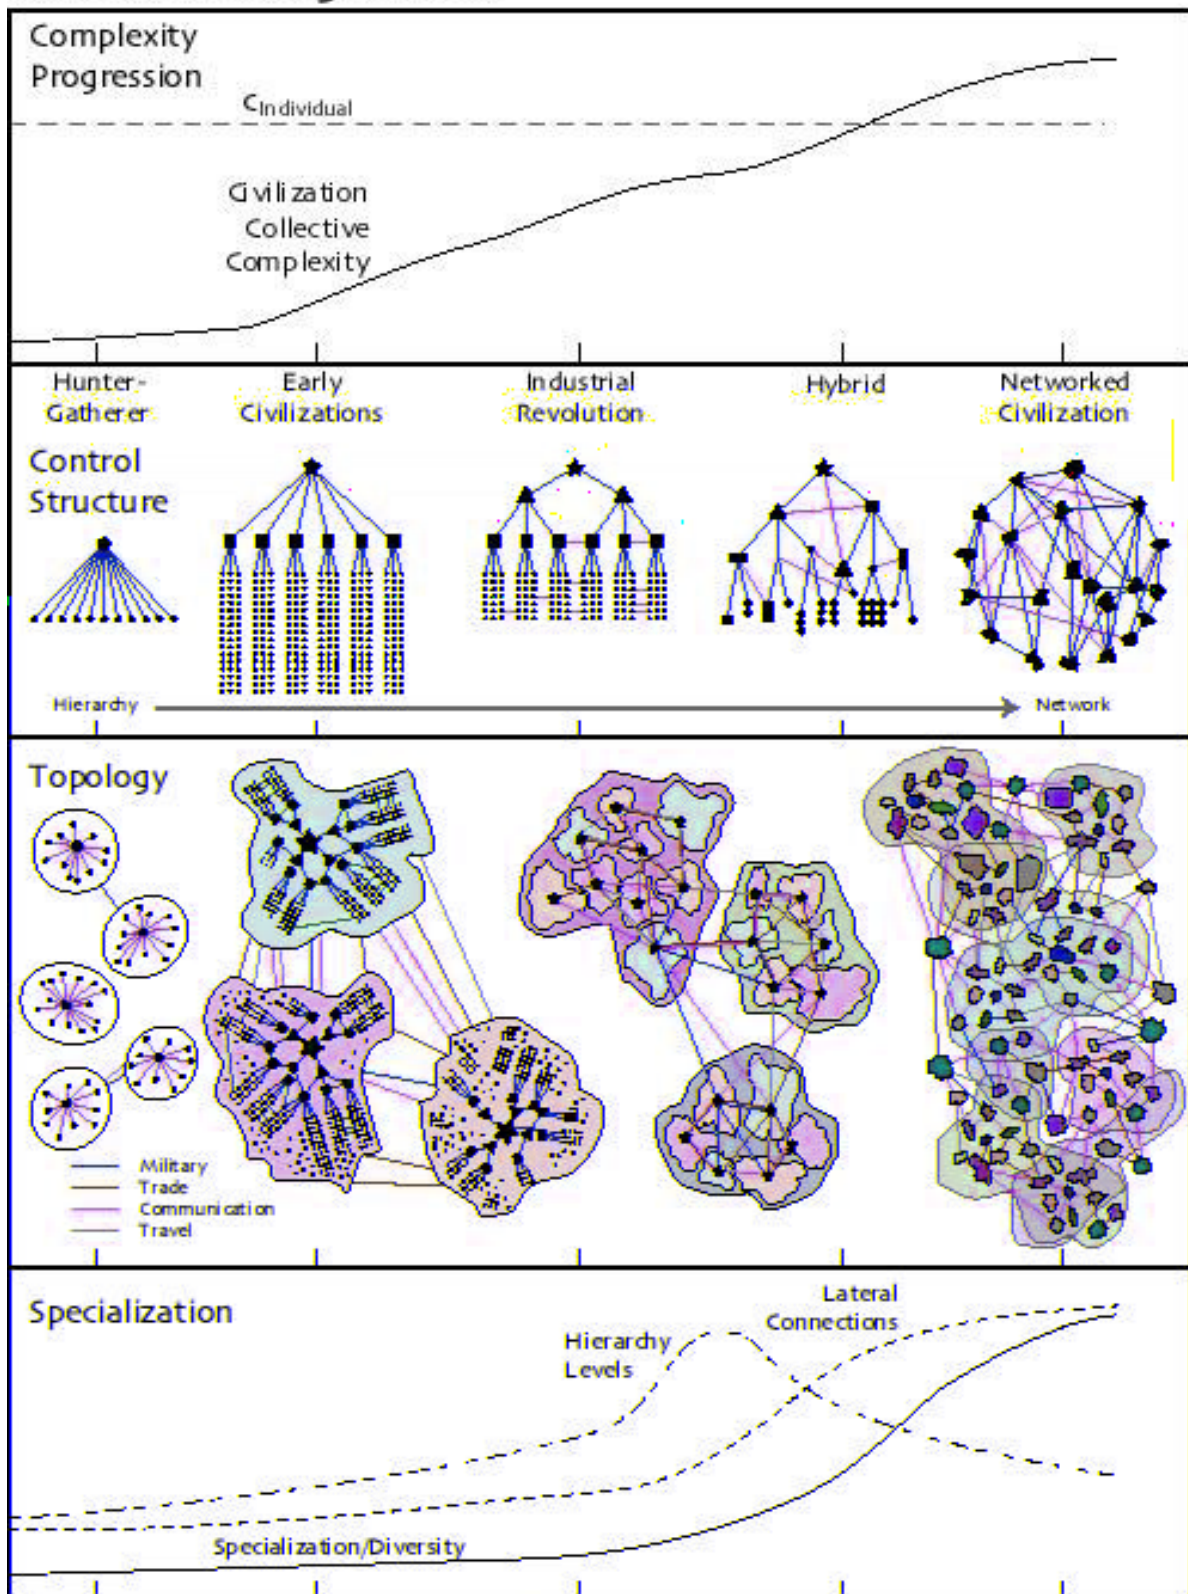 Complexity
Progression
CIndividual
Civilization
Collective
Complexity
Hunter-
Gatherer
Early
Civilizations
Industrial
Revolution
Hybrid
Networked
Civilization
Control
Structure
Hierarchy
Network
Topology
Military
Trade
Communication
Travel
Specialization
Lateral
Connections
Hierarchy
Levels
Specialization/Diversity